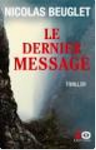 NICOLAS BEUGLET
LE
DERNIER
MESSAGE
THRILLER